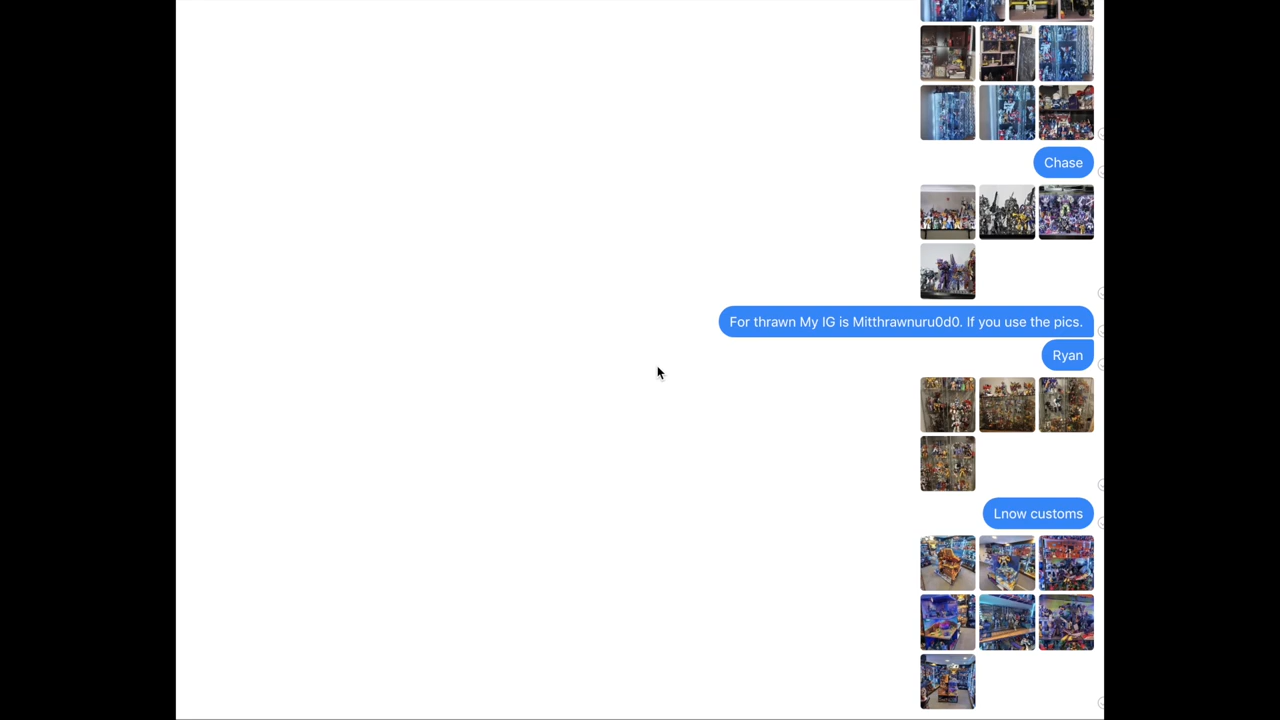 Chase
For thrawn My IG is Mitthrawnuru0d0. If you use the pics.
Ryan
Lnow customs